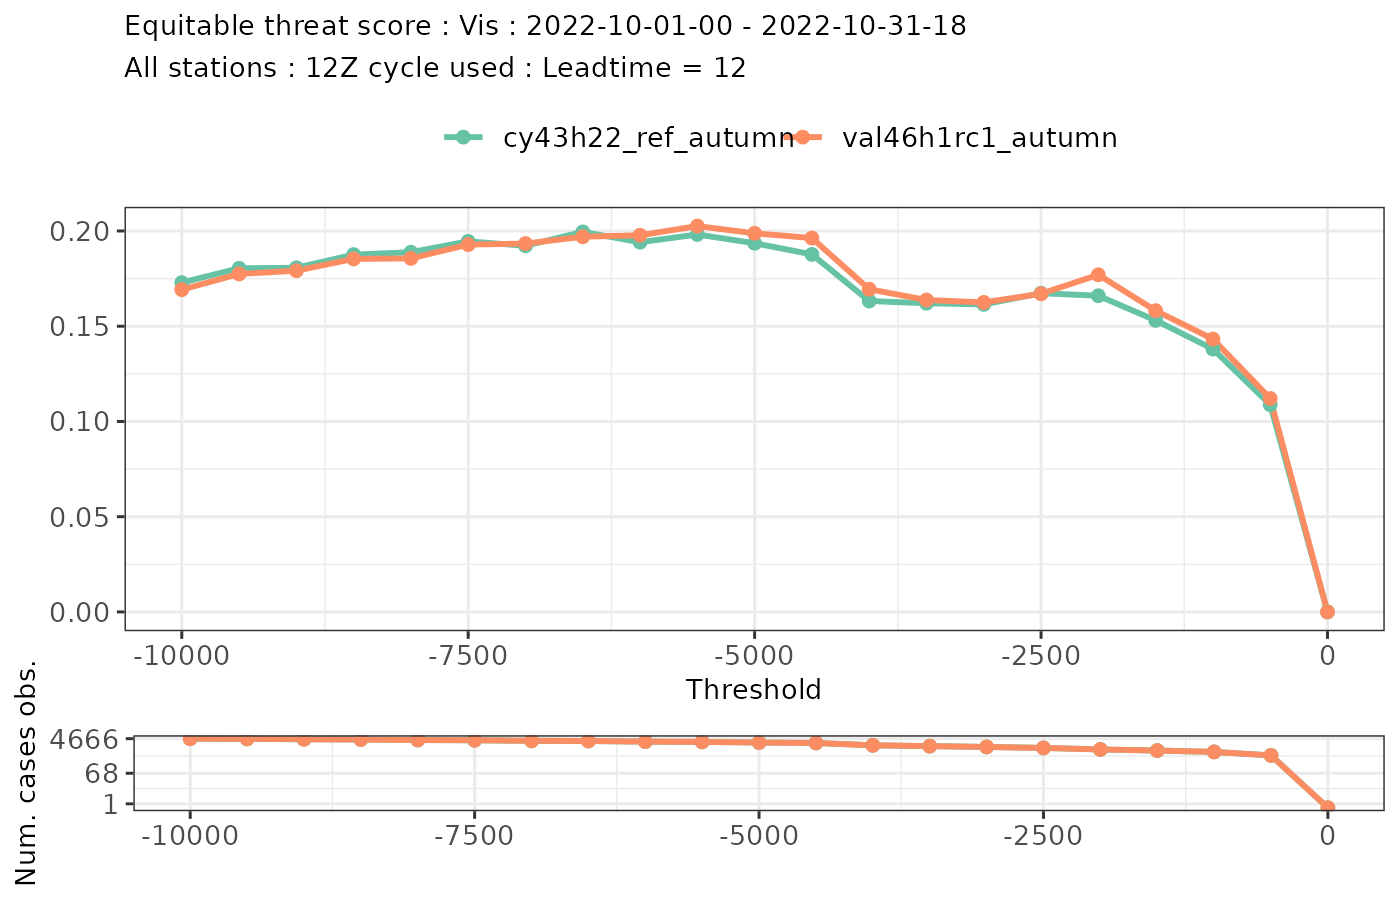 Equitable threat score : Vis : 2022-10-01-00 - 2022-10-31-18
All stations : 12Z cycle used : Leadtime = 12
cy43h22_ref_autumn val46h1rc1_autumn
0.20
0.15
0.10
0.05
0.00
-10000 -7500 -5000 -2500 0
Threshold
Num. cases obs.
4666
68
1
-10000 -7500 -5000 -2500 0